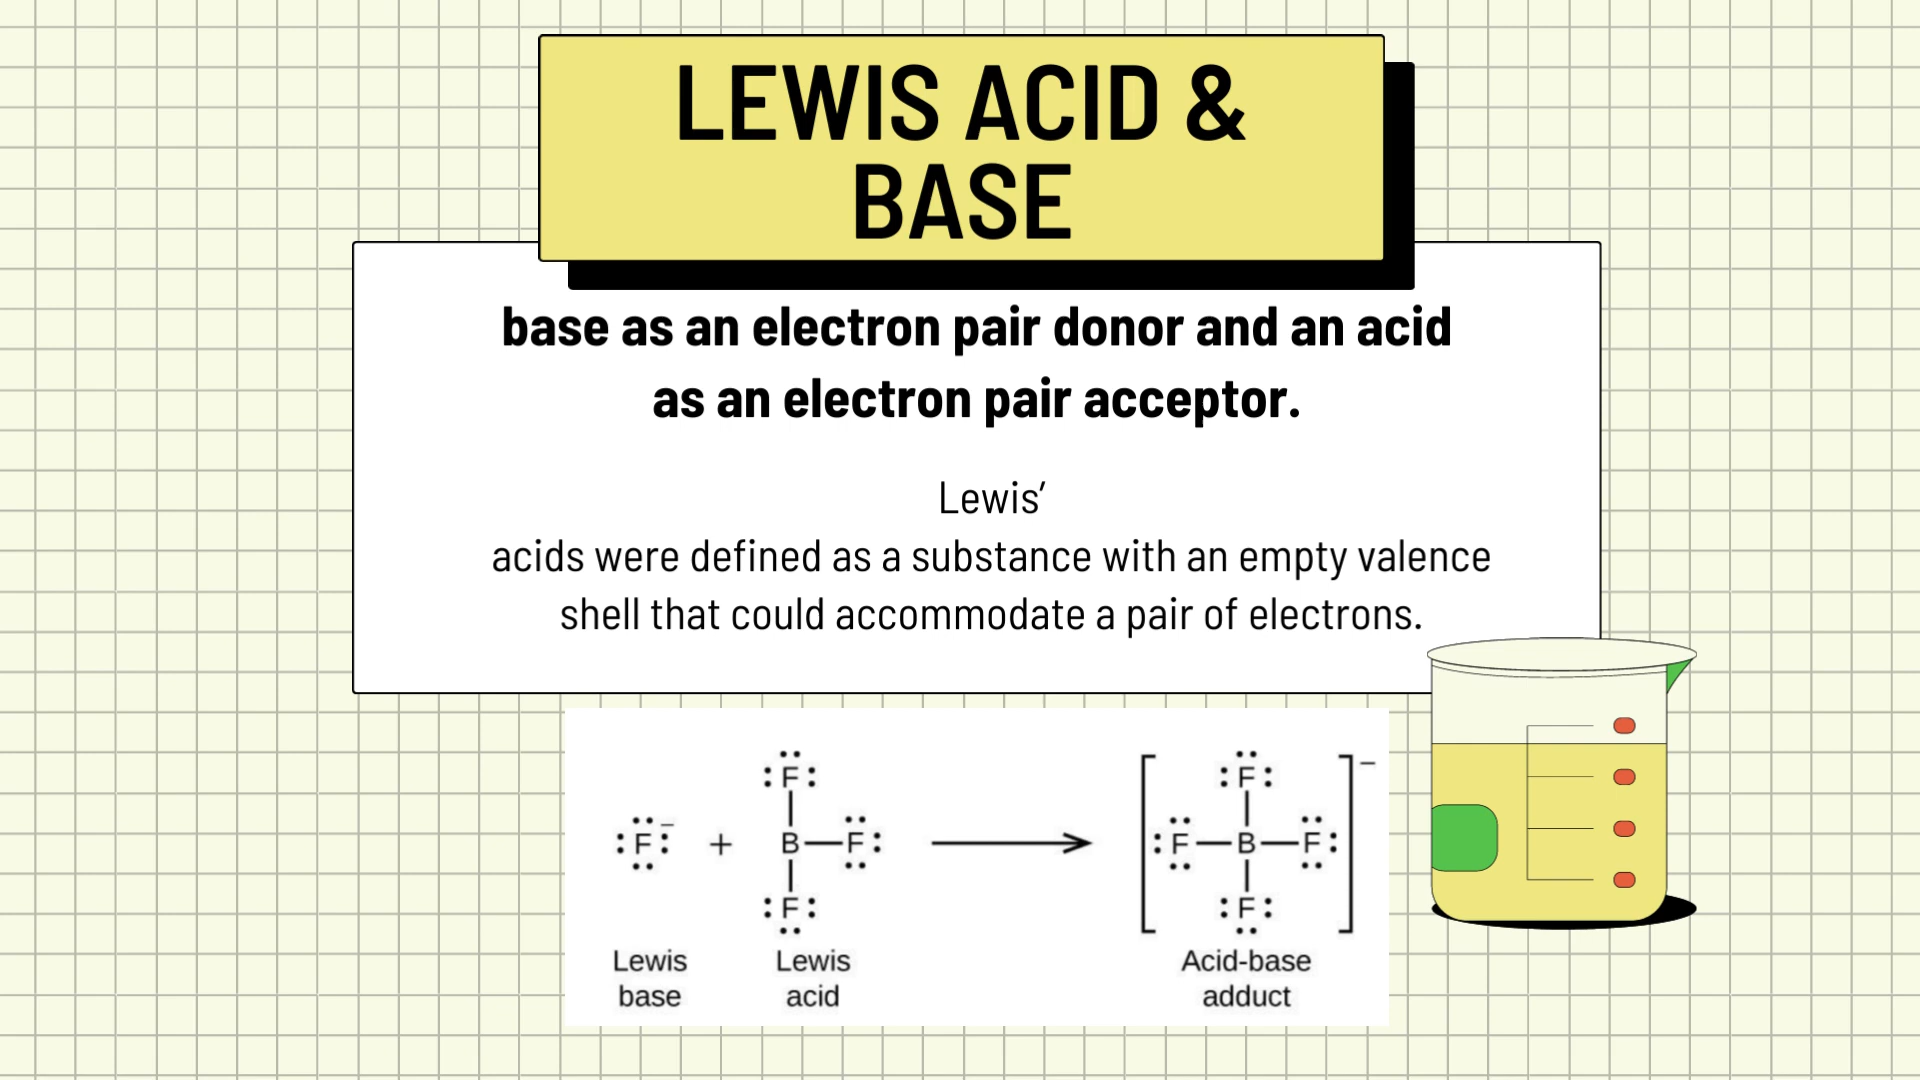 LEWIS ACID &
BASE
base as an electron pair donor and an acid
as an electron pair acceptor.
Lewis’
acids were defined as a substance with an empty valence
shell that could accommodate a pair of electrons.
F
F − + B F F B F −
F
F
F
Lewis
base
Lewis
acid
Acid-base
adduct